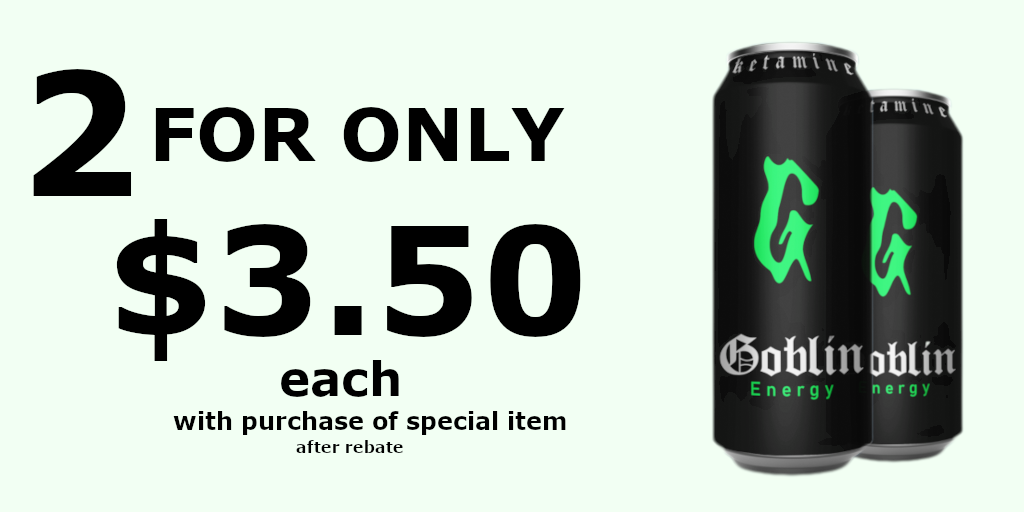 2 FOR ONLY
$3.50
each
with purchase of special item
after rebate
ketamine
G
Goblin
Energy
tamine
G
oblin
nergy